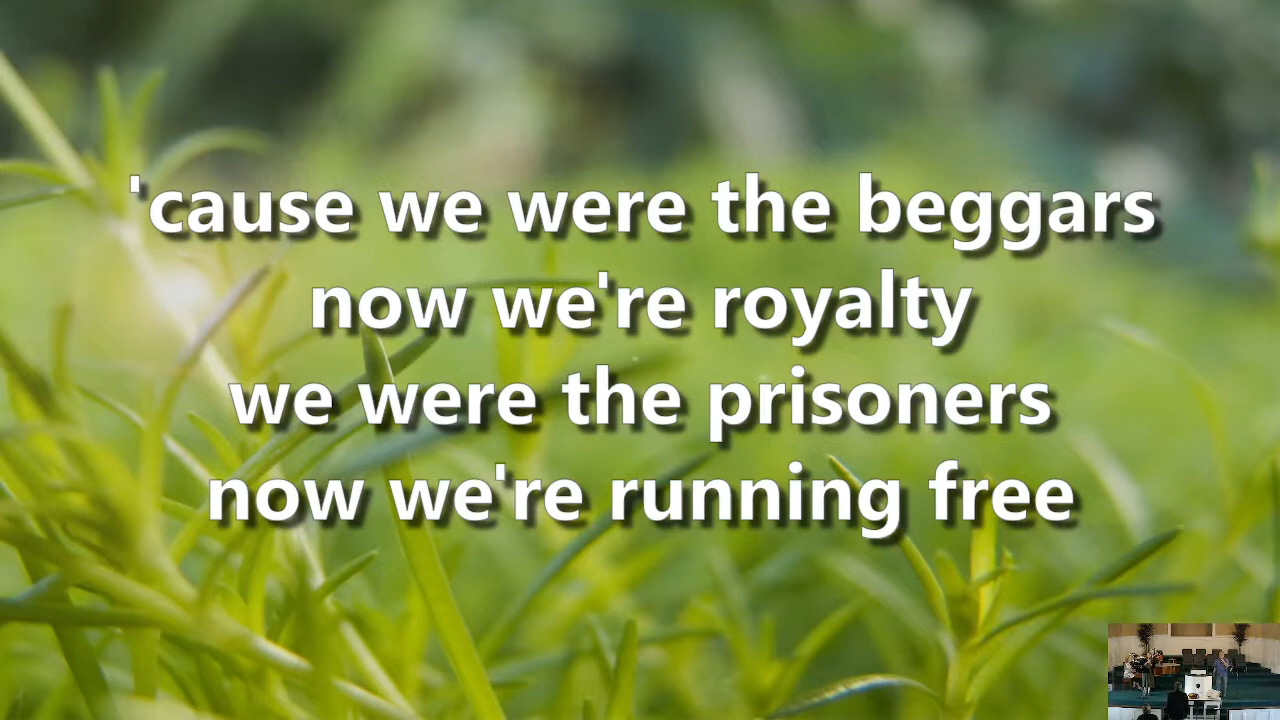 'cause we were the beggars
now we're royalty
we were the prisoners
now we're running free